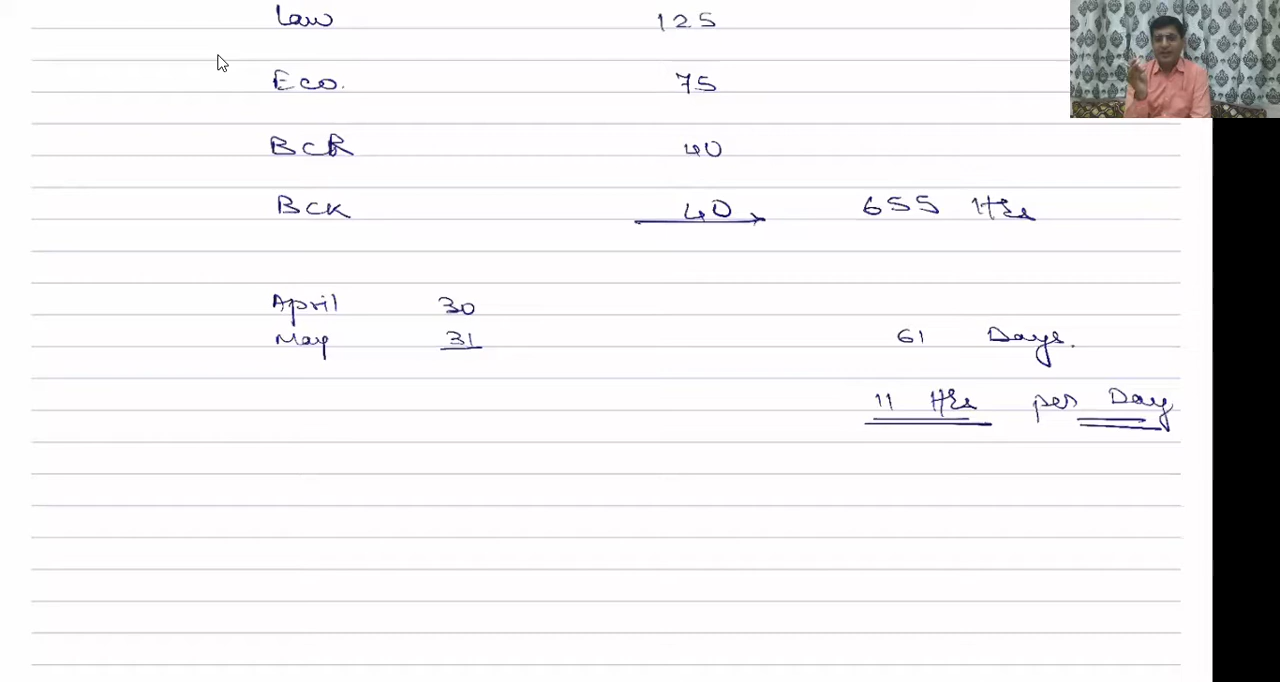 Law 125
Eco. 75
BCR 40
BCK 40 655 Hrs
April 30
May 31 61 Days.
11 Hrs per Day